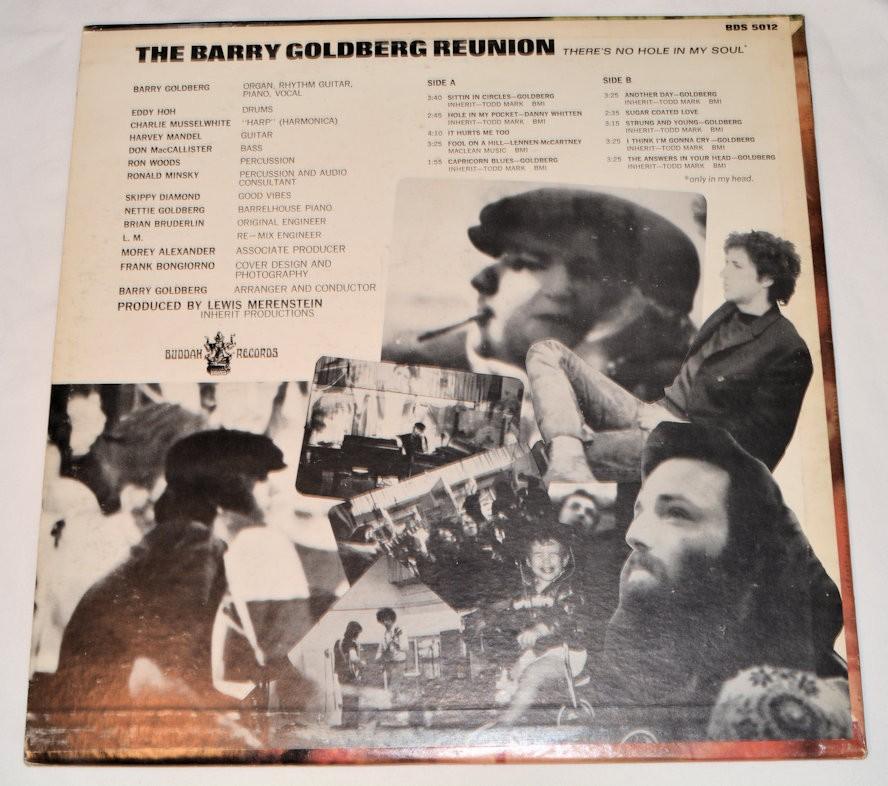 BDS 5012
THE BARRY GOLDBERG REUNION THERE'S NO HOLE IN MY SOUL*
BARRY GOLDBERG ORGAN, RHYTHM GUITAR,
PIANO, VOCAL
EDDY HOH DRUMS
CHARLIE MUSSELWHITE "HARP" (HARMONICA)
HARVEY MANDEL GUITAR
DON MacCALLISTER BASS
RON WOODS PERCUSSION
RONALD MINSKY PERCUSSION AND AUDIO
CONSULTANT
SKIPPY DIAMOND GOOD VIBES
NETTIE GOLDBERG BARRELHOUSE PIANO
BRIAN BRUDERLIN ORIGINAL ENGINEER
L. M. RE-MIX ENGINEER
MOREY ALEXANDER ASSOCIATE PRODUCER
FRANK BONGIORNO COVER DESIGN AND
PHOTOGRAPHY
BARRY GOLDBERG ARRANGER AND CONDUCTOR
PRODUCED BY LEWIS MERENSTEIN
INHERIT PRODUCTIONS
BUDDAH RECORDS
SIDE A
3:40 SITTIN IN CIRCLES—GOLDBERG
INHERIT—TODD MARK BMI
2:45 HOLE IN MY POCKET—DANNY WHITTEN
INHERIT—TODD MARK BMI
4:10 IT HURTS ME TOO
3:25 FOOL ON A HILL—LENNEN-McCARTNEY
MACLEAN MUSIC BMI
1:55 CAPRICORN BLUES—GOLDBERG
INHERIT—TODD MARK BMI
SIDE B
3:25 ANOTHER DAY—GOLDBERG
INHERIT—TODD MARK BMI
2:35 SUGAR COATED LOVE
3:15 STRUNG AND YOUNG—GOLDBERG
INHERIT—TODD MARK BMI
3:25 I THINK I'M GONNA CRY—GOLDBERG
INHERIT—TODD MARK BMI
3:25 THE ANSWERS IN YOUR HEAD—GOLDBERG
INHERIT—TODD MARK BMI
*only in my head.